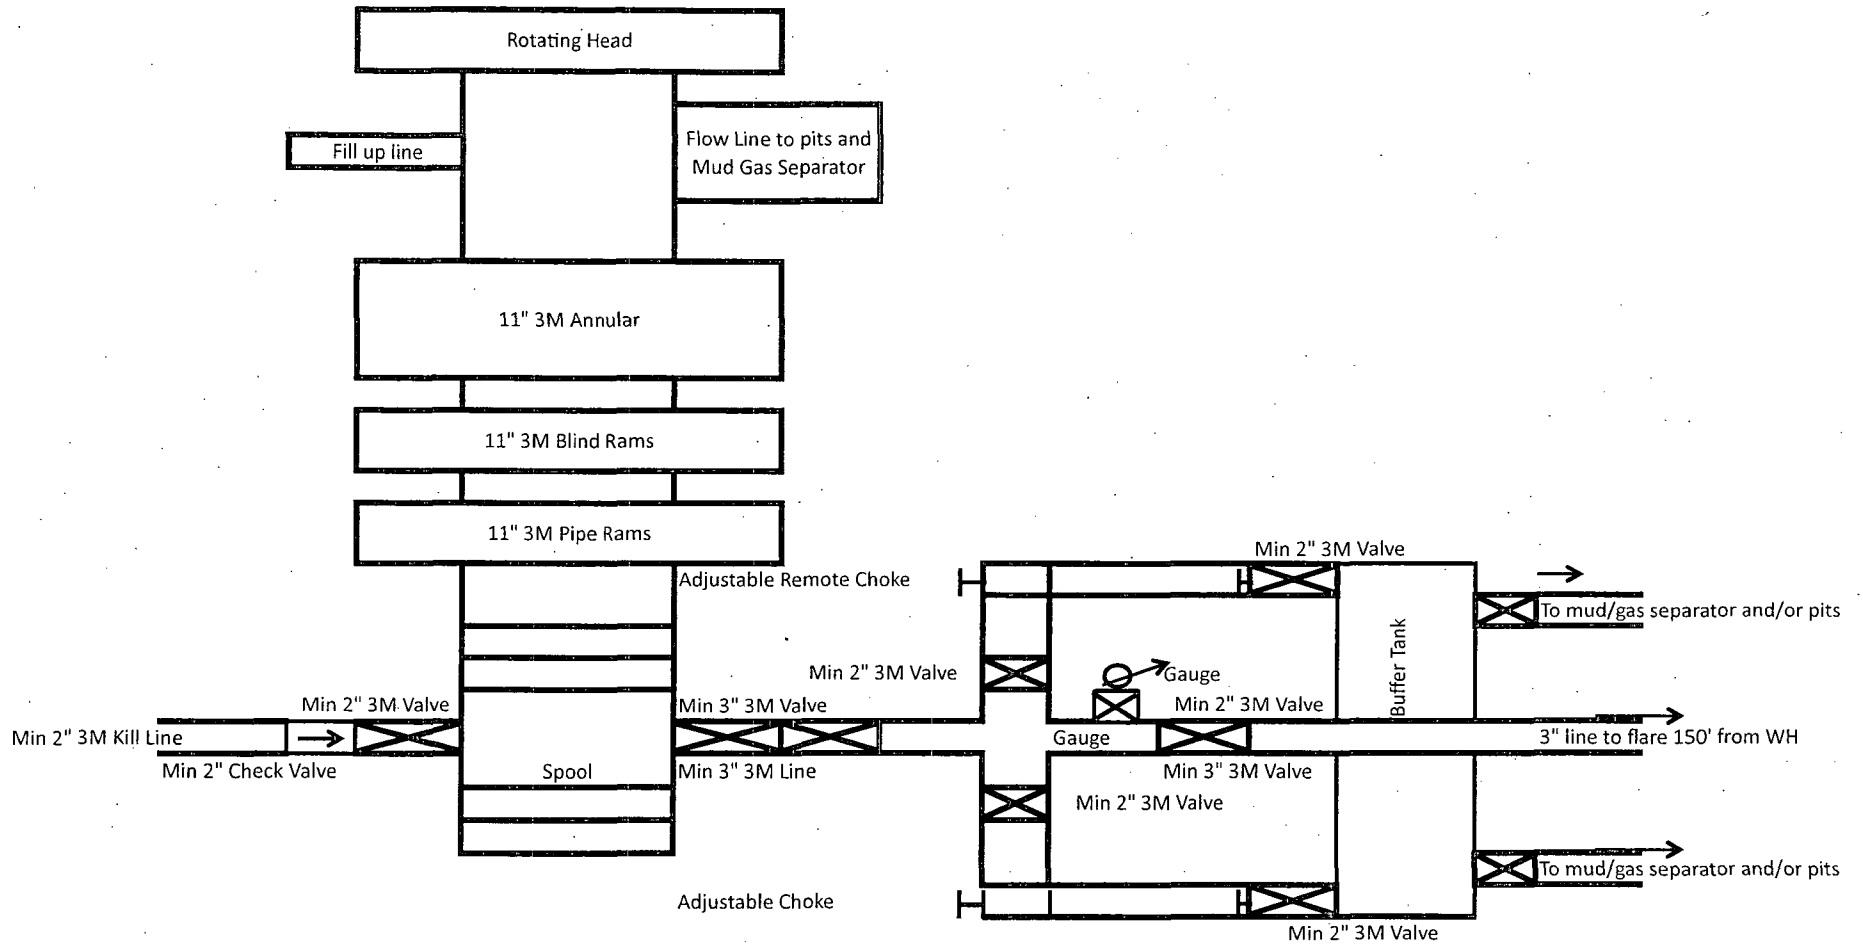 Rotating Head
Fill up line
Flow Line to pits and
Mud Gas Separator
11" 3M Annular
11" 3M Blind Rams
11" 3M Pipe Rams
Min 2" 3M Valve
Adjustable Remote Choke
To mud/gas separator and/or pits
Buffer Tank
Min 2" 3M Valve
Gauge
Min 2" 3M Valve
Min 3" 3M Valve
Min 2" 3M Valve
Min 2" 3M Kill Line
Gauge
3" line to flare 150' from WH
Min 2" Check Valve
Spool
Min 3" 3M Line
Min 3" 3M Valve
Min 2" 3M Valve
To mud/gas separator and/or pits
Adjustable Choke
Min 2" 3M Valve